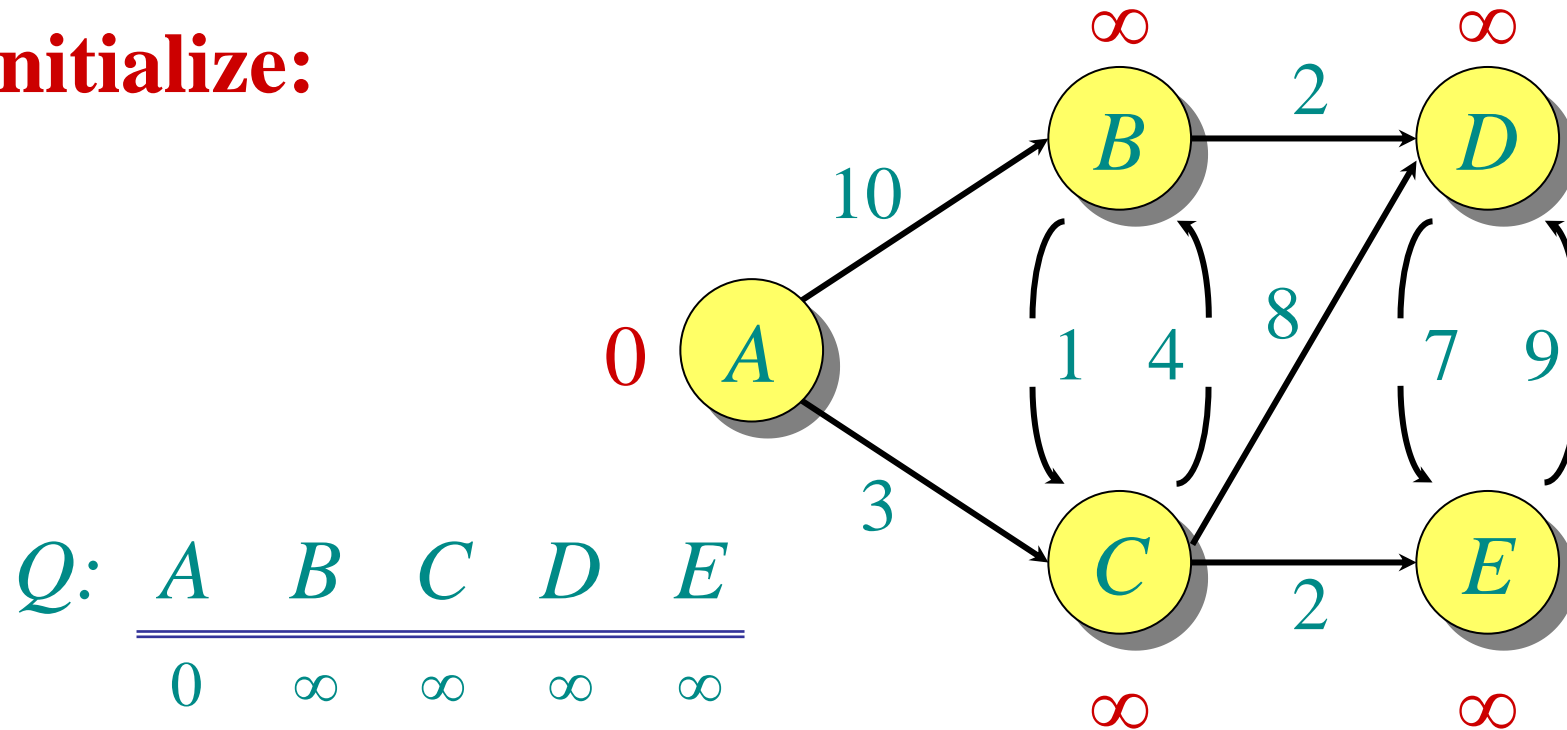 nitialize:
∞ ∞
B 2 D
10
0 A 1 4 8 7 9
3
C 2 E
∞ ∞
Q: A B C D E
0 ∞ ∞ ∞ ∞